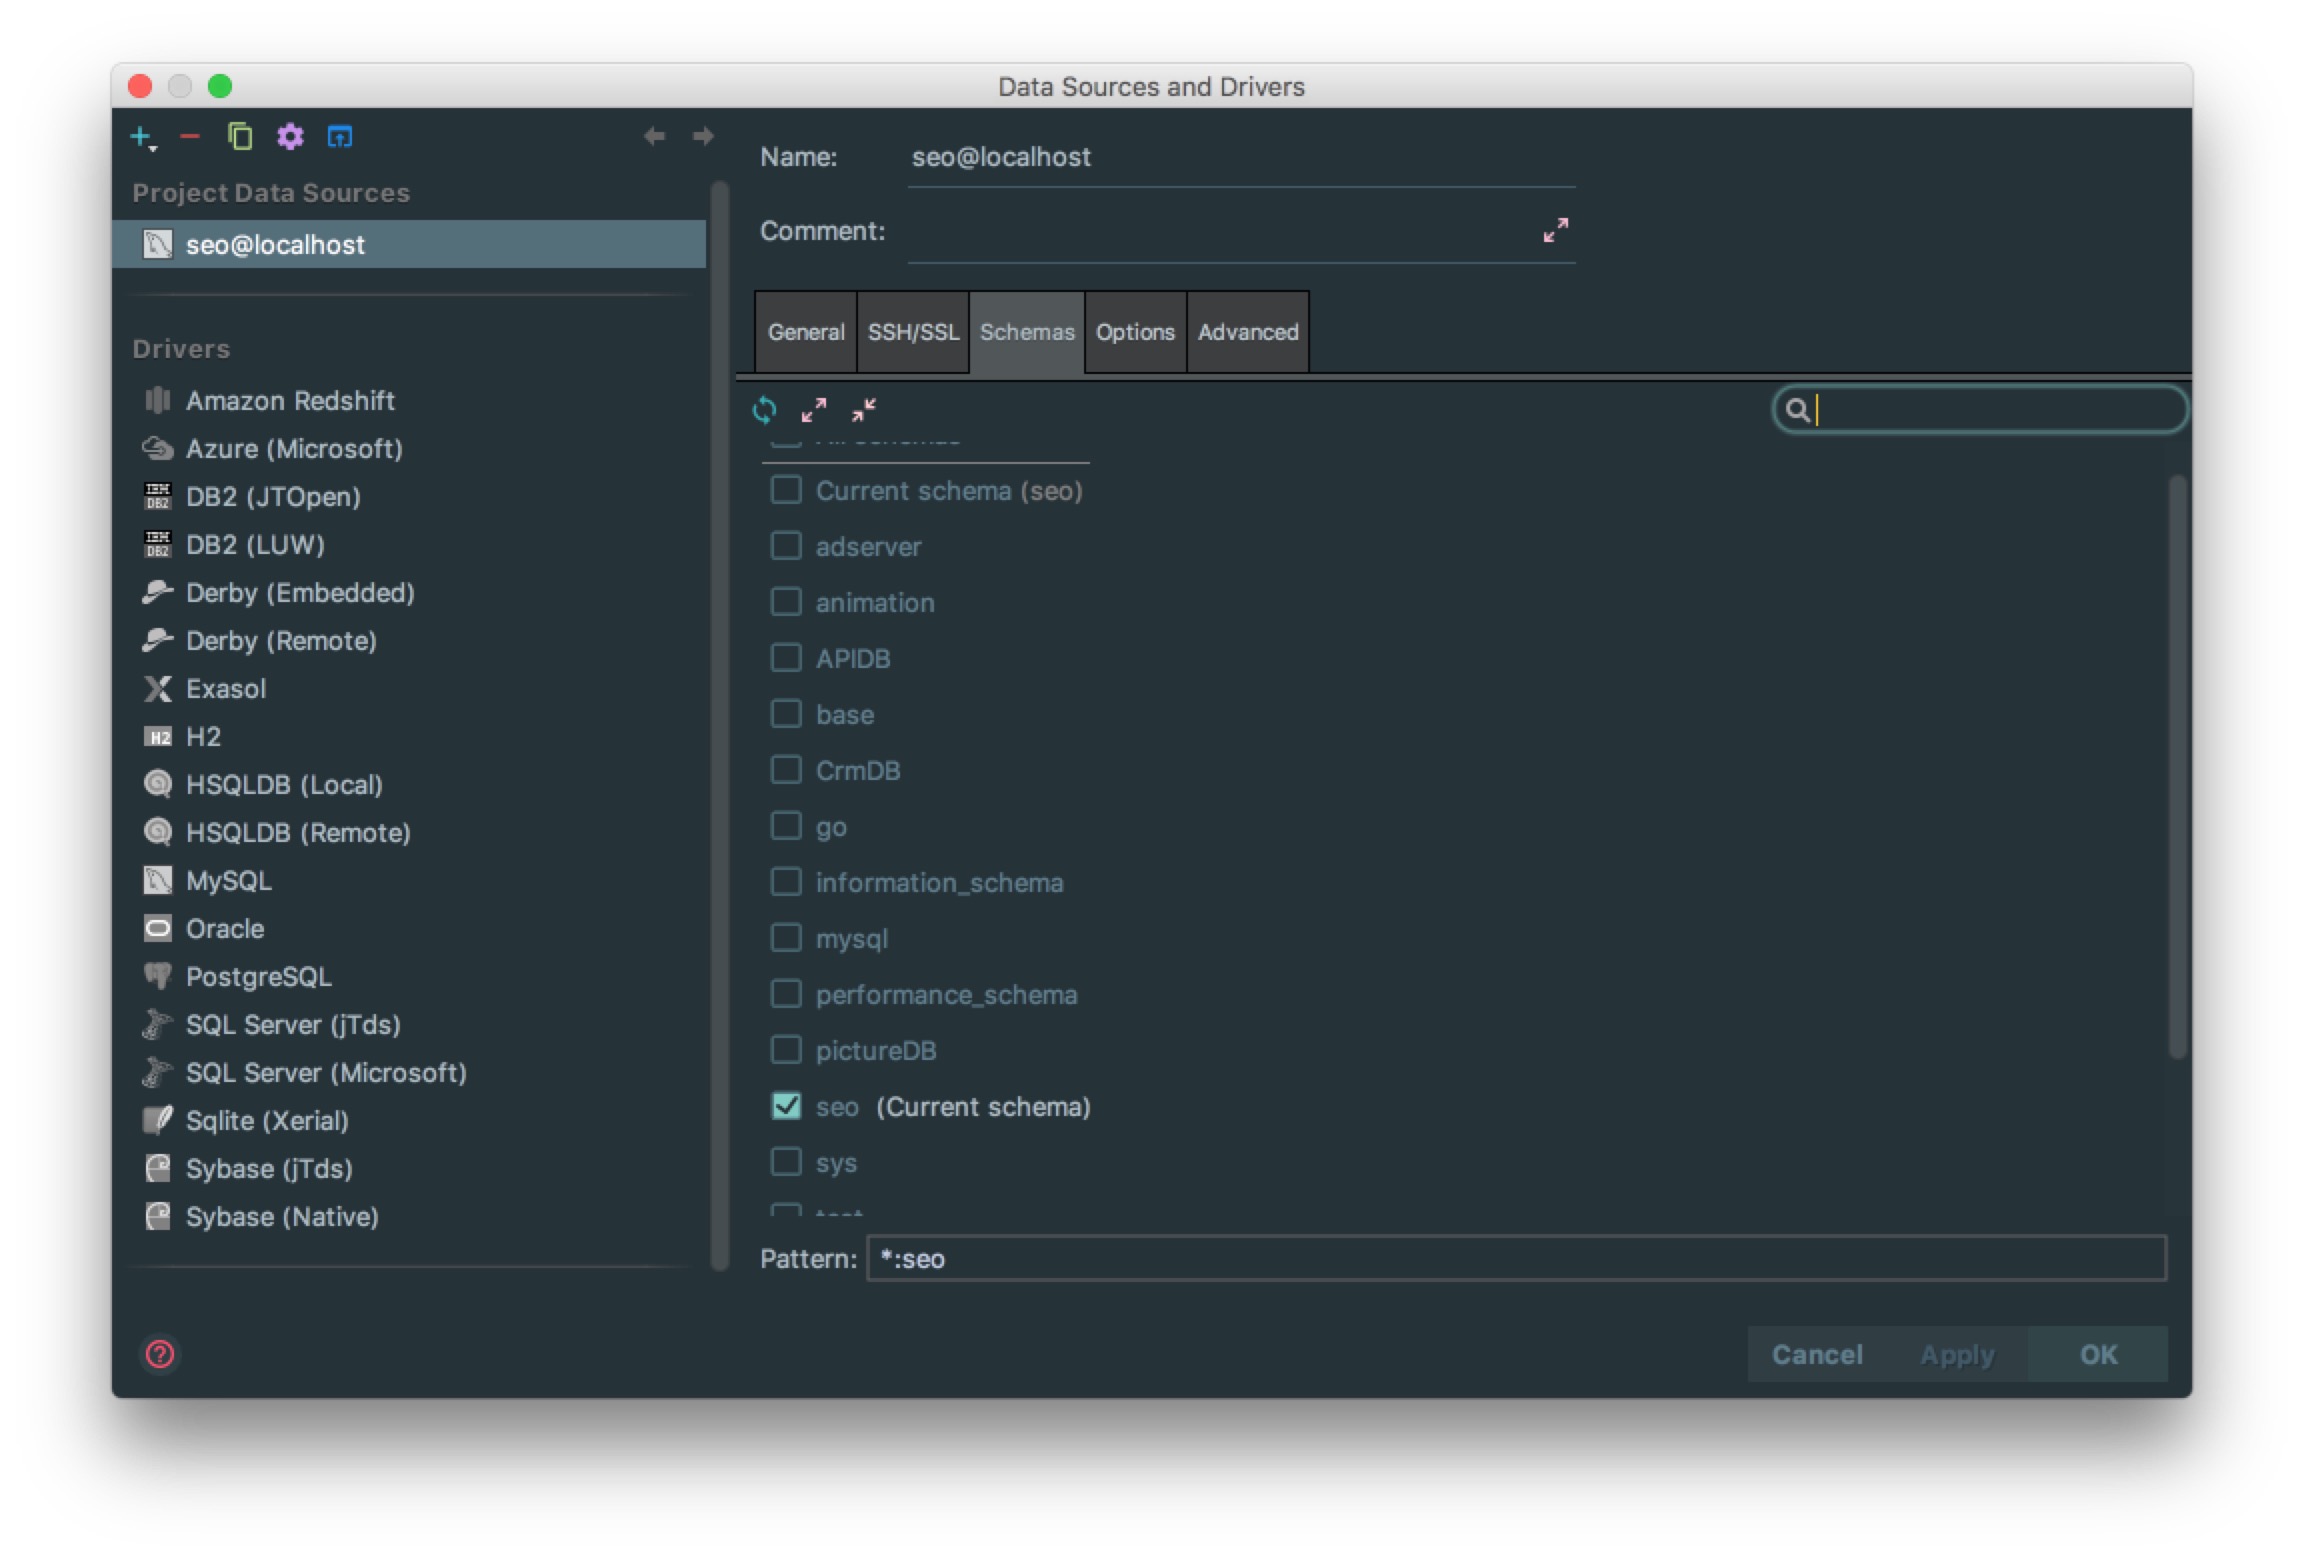 Data Sources and Drivers
Project Data Sources
seo@localhost
Drivers
Amazon Redshift
Azure (Microsoft)
DB2 (JTOpen)
DB2 (LUW)
Derby (Embedded)
Derby (Remote)
Exasol
H2
HSQLDB (Local)
HSQLDB (Remote)
MySQL
Oracle
PostgreSQL
SQL Server (jTds)
SQL Server (Microsoft)
Sqlite (Xerial)
Sybase (jTds)
Sybase (Native)
Name: seo@localhost
Comment:
General SSH/SSL Schemas Options Advanced
Current schema (seo)
adserver
animation
APIDB
base
CrmDB
go
information_schema
mysql
performance_schema
pictureDB
seo (Current schema)
sys
Pattern: *:seo
Cancel Apply OK